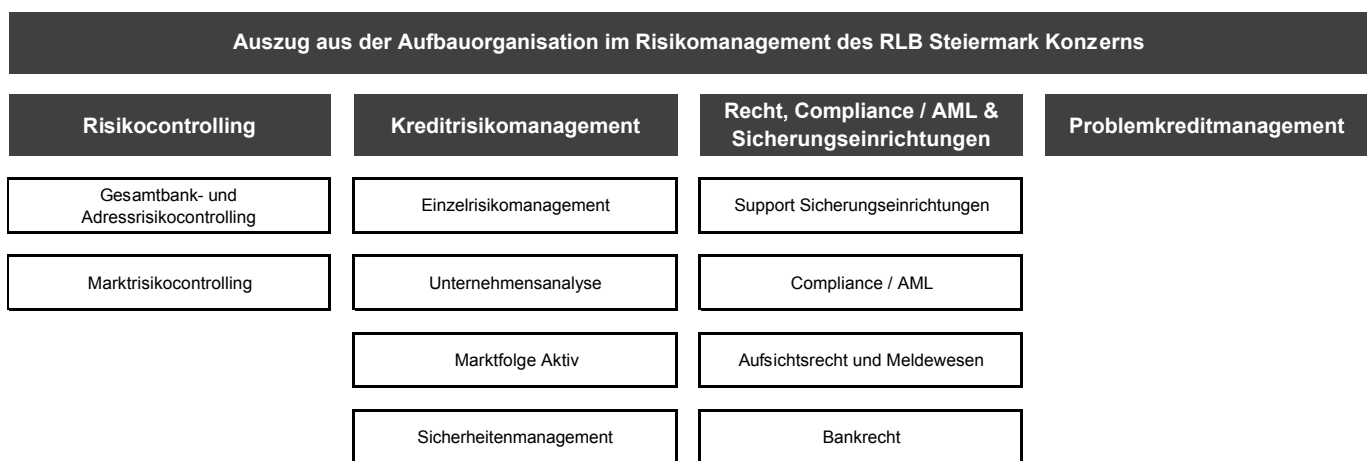 Auszug aus der Aufbauorganisation im Risikomanagement des RLB Steiermark Konzerns
Risikocontrolling
Kreditrisikomanagement
Recht, Compliance / AML &
Sicherungseinrichtungen
Problemkreditmanagement
Gesamtbank- und
Adressrisikocontrolling
Einzelrisikomanagement
Support Sicherungseinrichtungen
Marktrisikocontrolling
Unternehmensanalyse
Compliance / AML
Marktfolge Aktiv
Aufsichtsrecht und Meldewesen
Sicherheitenmanagement
Bankrecht